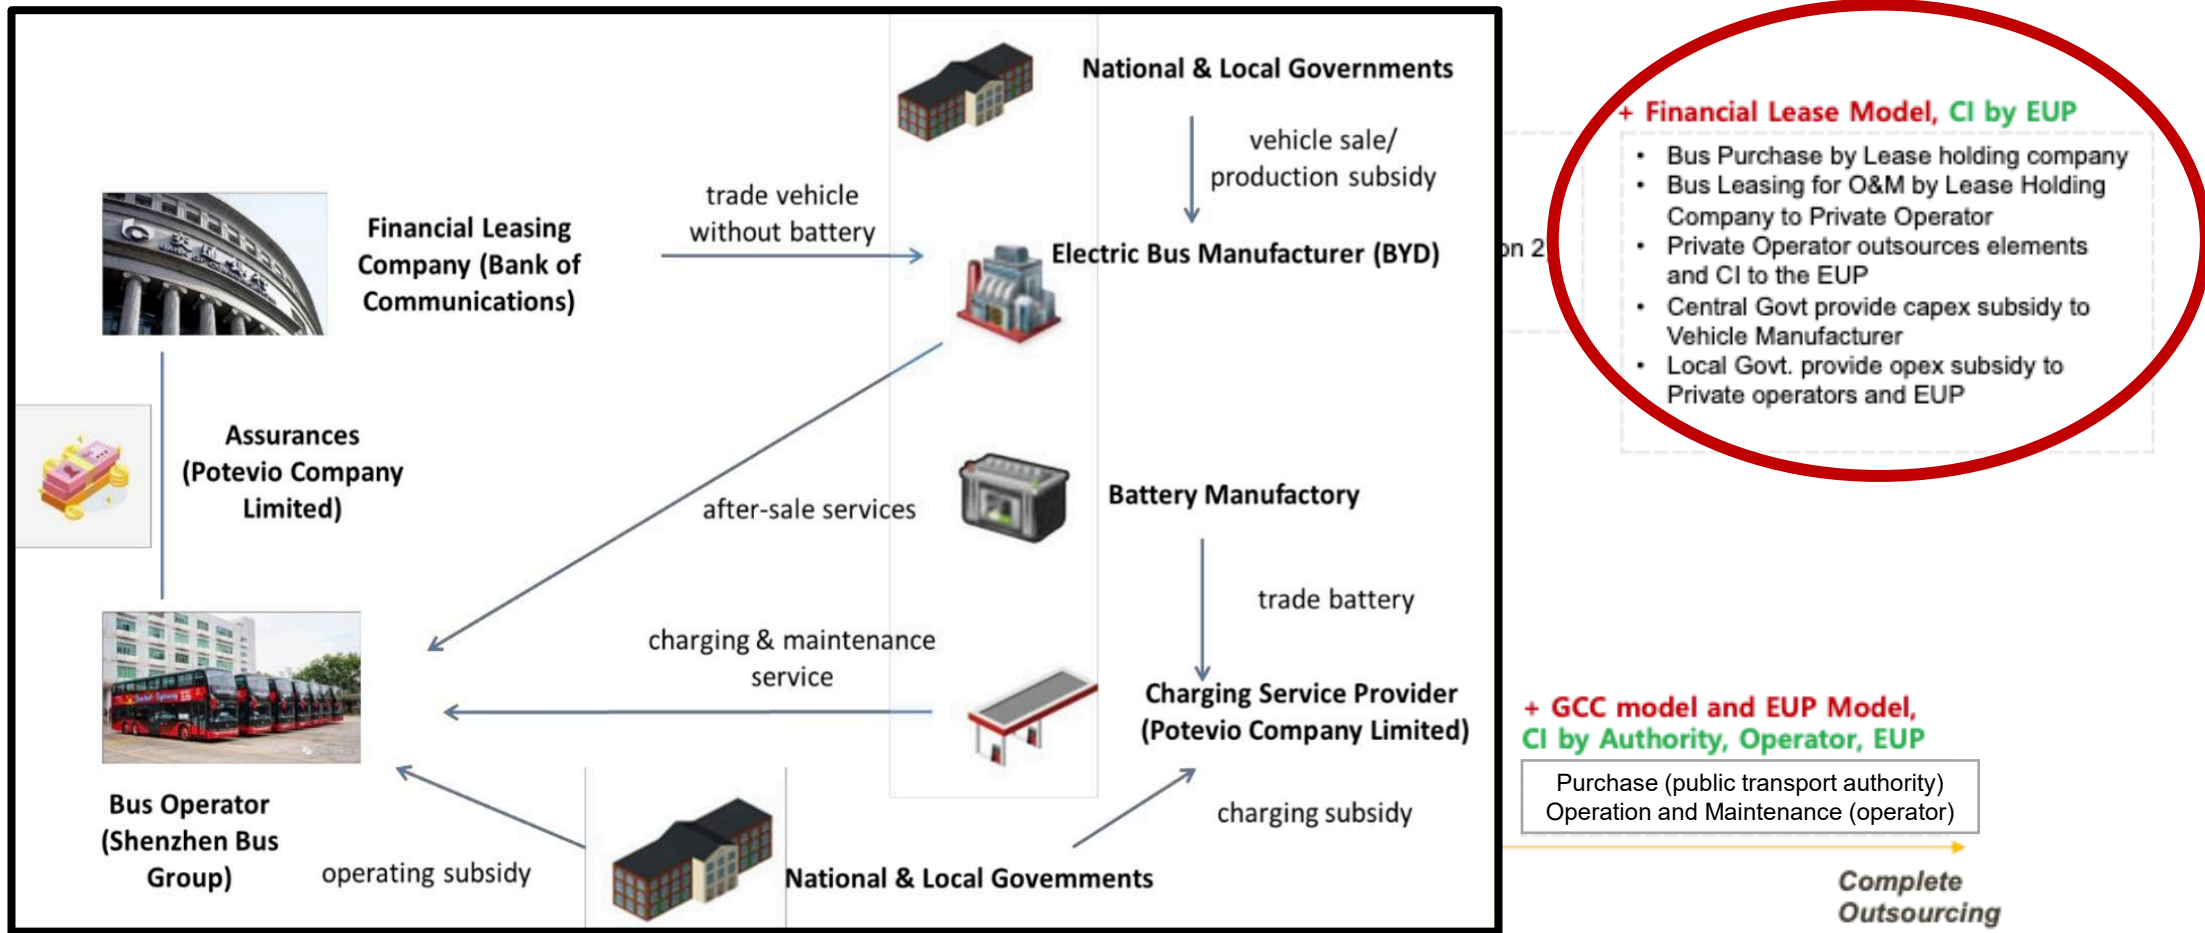 National & Local Governments
vehicle sale/
production subsidy
trade vehicle
without battery
Financial Leasing
Company (Bank of
Communications)
Electric Bus Manufacturer (BYD)
Assurances
(Potevio Company
Limited)
after-sale services
Battery Manufactory
trade battery
charging & maintenance
service
Charging Service Provider
(Potevio Company Limited)
Bus Operator
(Shenzhen Bus
Group)
operating subsidy
charging subsidy
National & Local Govemments
on 2
+ Financial Lease Model, CI by EUP
• Bus Purchase by Lease holding company
• Bus Leasing for O&M by Lease Holding
Company to Private Operator
• Private Operator outsources elements
and CI to the EUP
• Central Govt provide capex subsidy to
Vehicle Manufacturer
• Local Govt. provide opex subsidy to
Private operators and EUP
+ GCC model and EUP Model,
CI by Authority, Operator, EUP
Purchase (public transport authority)
Operation and Maintenance (operator)
Complete
Outsourcing